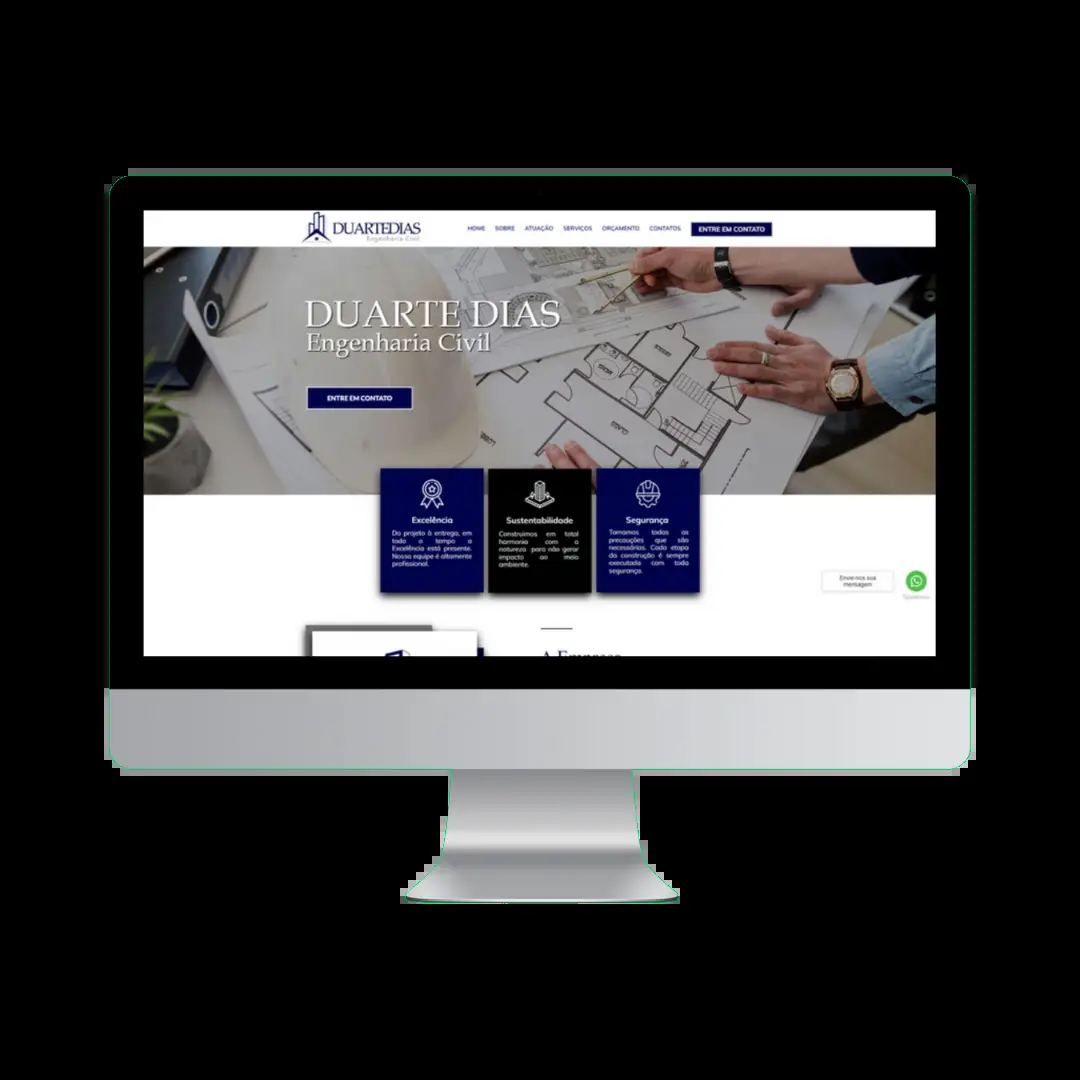 DUARTEDIAS
Engenharia Civil
HOME SOBRE ATUAÇÃO SERVIÇOS ORÇAMENTO CONTATOS ENTRE EM CONTATO
DUARTE DIAS
Engenharia Civil
ENTRE EM CONTATO
Excelência
Do projeto à entrega, em
todo o tempo a
Excelência está presente.
Nossa equipe é altamente
profissional.
Sustentabilidade
Construimos em total
harmonia com a
natureza para não gerar
impacto ao meio
ambiente.
Segurança
Tomamos todas as
precauções que são
necessárias. Cada etapa
da construção é sempre
executada com toda
segurança.
Envie-nos sua
mensagem
A Empresa